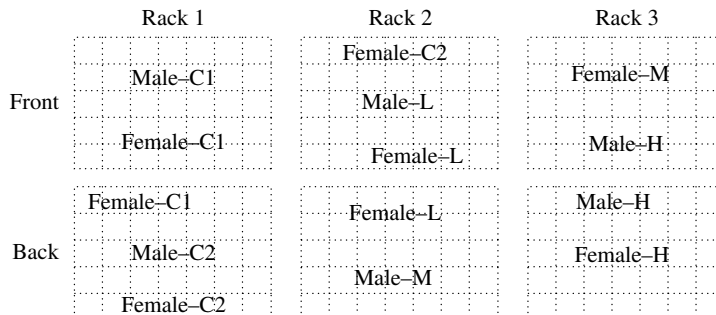 Rack 1 Rack 2 Rack 3
Female–C2
Male–C1 Female–M
Front Male–L
Female–C1 Male–H
Female–L
Female–C1 Male–H
Female–L
Back Male–C2 Female–H
Male–M
Female–C2